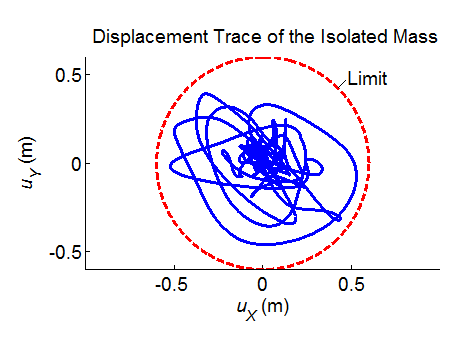 Displacement Trace of the Isolated Mass
0.5
Limit
0
u_Y (m)
-0.5
-0.5 0 0.5
u_X (m)